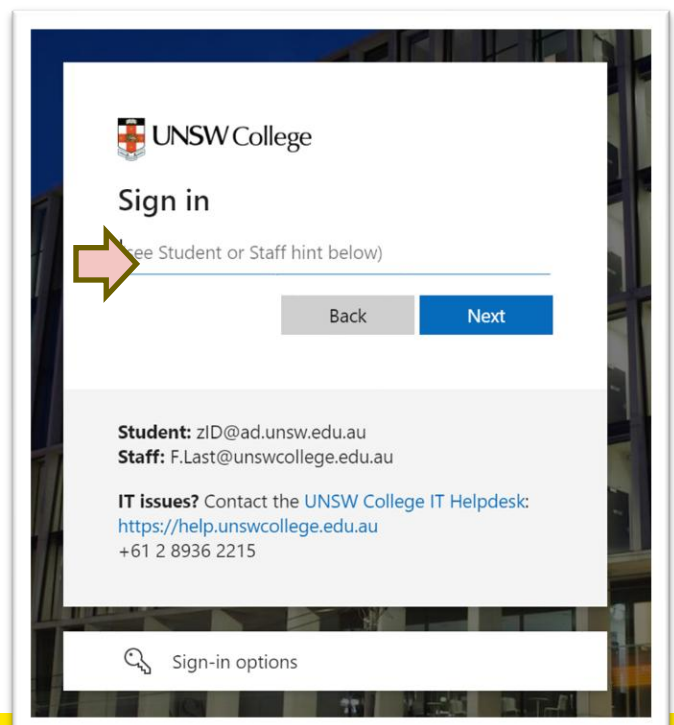 UNSW College
Sign in
(see Student or Staff hint below)
Back Next
Student: zID@ad.unsw.edu.au
Staff: F.Last@unswcollege.edu.au
IT issues? Contact the UNSW College IT Helpdesk:
https://help.unswcollege.edu.au
+61 2 8936 2215
Sign-in options